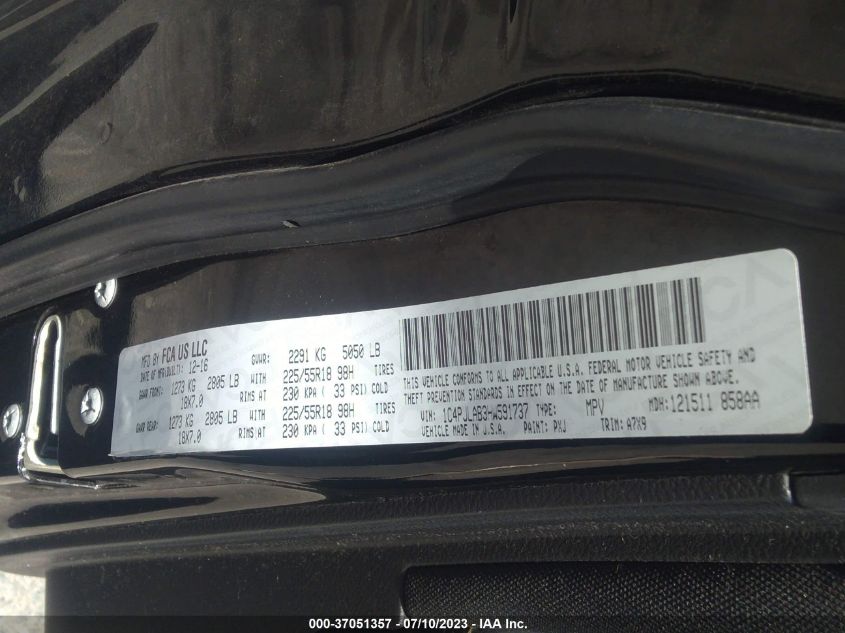 MFD BY FCA US LLC
DATE OF MFR(BUILT): 12-16 GVWR: 2291 KG 5050 LB
GAWR FRONT: 1273 KG 2805 LB WITH 225/55R18 98H TIRES
18X7.0 RIMS AT 230 KPA ( 33 PSI) COLD
GAWR REAR: 1273 KG 2805 LB WITH 225/55R18 98H TIRES
18X7.0 RIMS AT 230 KPA ( 33 PSI) COLD
THIS VEHICLE CONFORMS TO ALL APPLICABLE U.S.A. FEDERAL MOTOR VEHICLE SAFETY AND
THEFT PREVENTION STANDARDS IN EFFECT ON THE DATE OF MANUFACTURE SHOWN ABOVE.
VIN: TYPE: MPV MDH: 121511 858AA
VEHICLE MADE IN U.S.A. PAINT: PXJ TRIM: A7X9
000-37051357 - 07/10/2023 - IAA Inc.